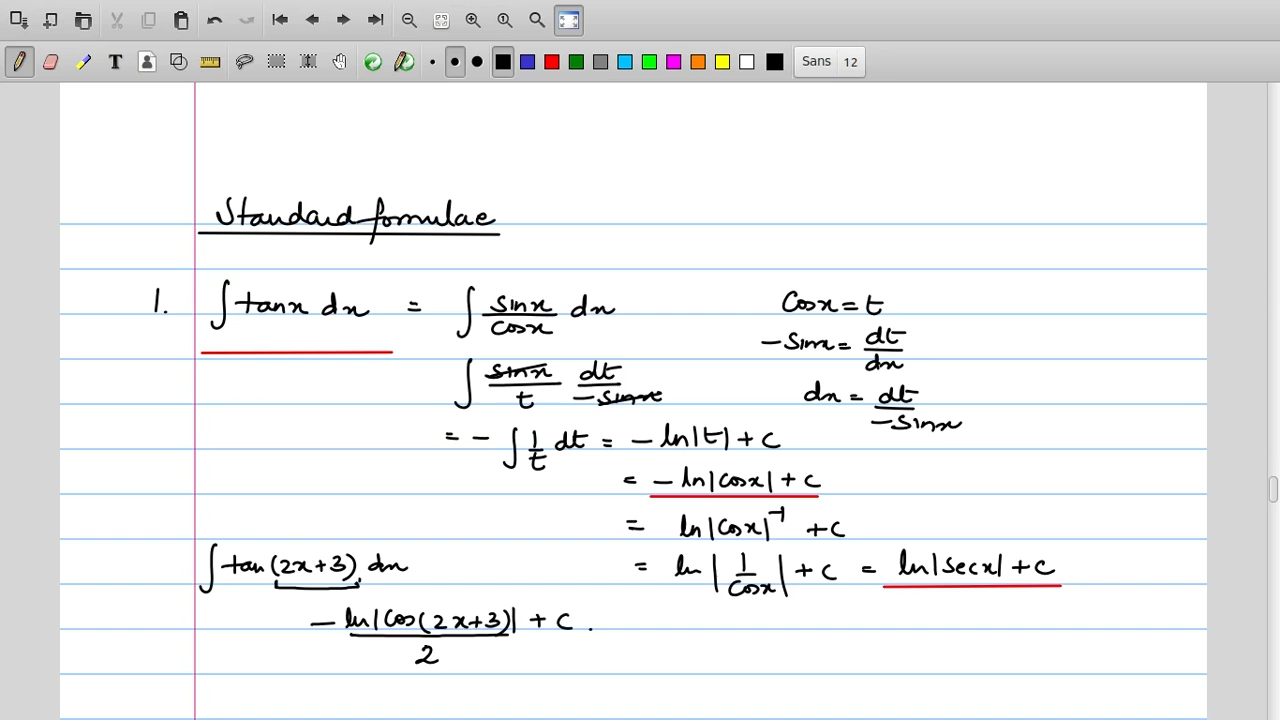 Sans 12
Standard formulae
1. ∫ tanx dx = ∫ sinx/cosx dx
Cosx = t
-Sinx = dt/dx
∫ sinx/t dt/-sinx
dx = dt/-Sinx
= - ∫ 1/t dt = - ln|t| + c
= - ln|cosx| + c
= ln|cosx|⁻¹ + c
∫ tan(2x+3) dx
= ln|1/cosx| + c = ln|secx| + c
- ln|cos(2x+3)|/2 + c.